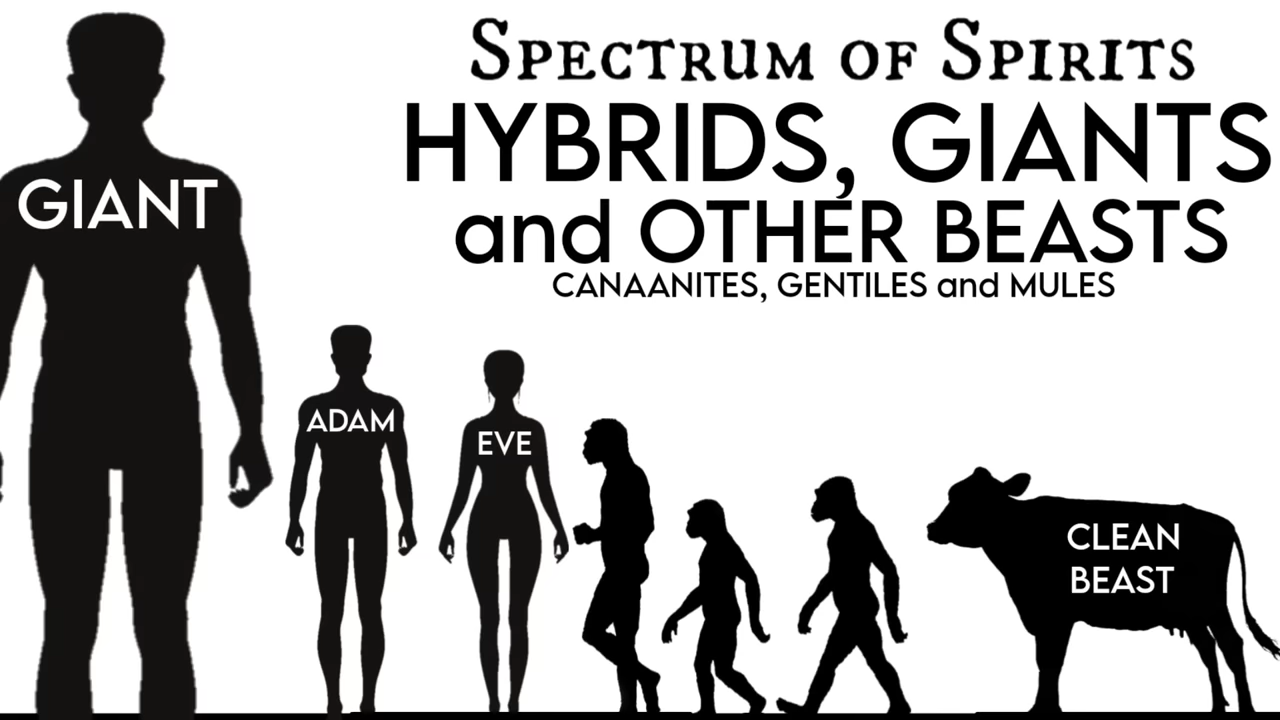 SPECTRUM OF SPIRITS
HYBRIDS, GIANTS
and OTHER BEASTS
CANAANITES, GENTILES and MULES
GIANT
ADAM
EVE
CLEAN
BEAST